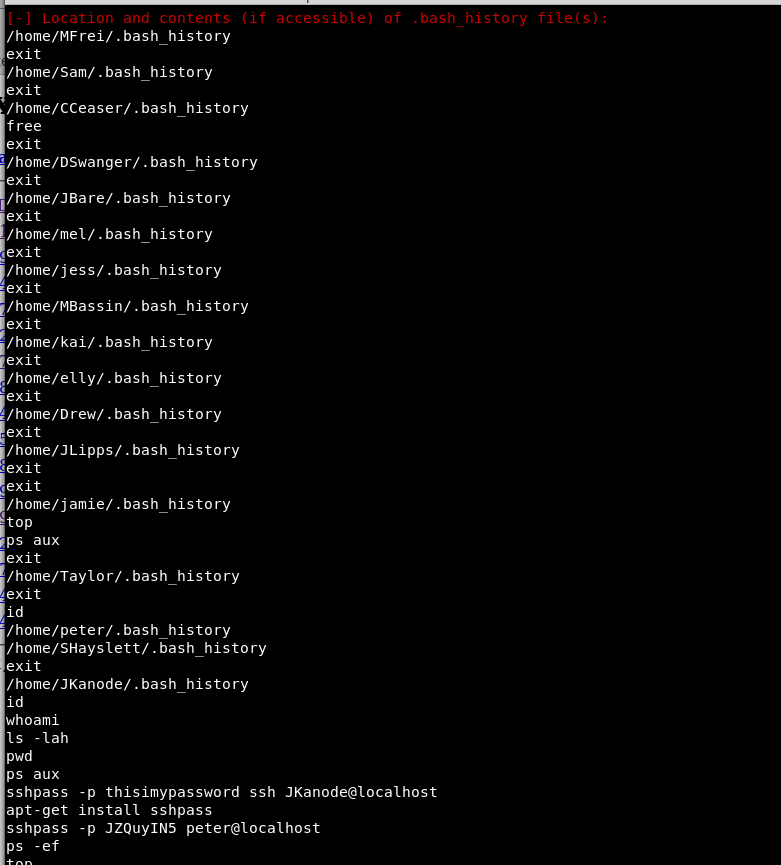 [-] Location and contents (if accessible) of .bash_history file(s):
/home/MFrei/.bash_history
exit
/home/Sam/.bash_history
exit
/home/CCeaser/.bash_history
free
exit
/home/DSwanger/.bash_history
exit
/home/JBare/.bash_history
exit
/home/mel/.bash_history
exit
/home/jess/.bash_history
exit
/home/MBassin/.bash_history
exit
/home/kai/.bash_history
exit
/home/elly/.bash_history
exit
/home/Drew/.bash_history
exit
/home/JLipps/.bash_history
exit
exit
/home/jamie/.bash_history
top
ps aux
exit
/home/Taylor/.bash_history
exit
id
/home/peter/.bash_history
/home/SHayslett/.bash_history
exit
/home/JKanode/.bash_history
id
whoami
ls -lah
pwd
ps aux
sshpass -p thisimypassword ssh JKanode@localhost
apt-get install sshpass
sshpass -p JZQuyIN5 peter@localhost
ps -ef
top